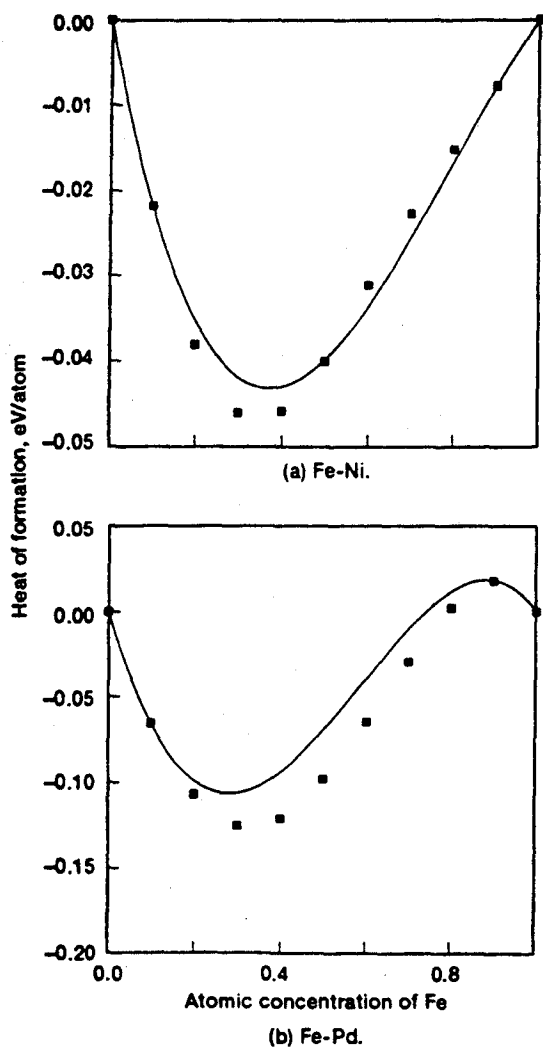 0.00
−0.01
−0.02
−0.03
−0.04
−0.05
(a) Fe-Ni.
Heat of formation, eV/atom
0.05
0.00
−0.05
−0.10
−0.15
−0.20
0.0 0.4 0.8
Atomic concentration of Fe
(b) Fe-Pd.